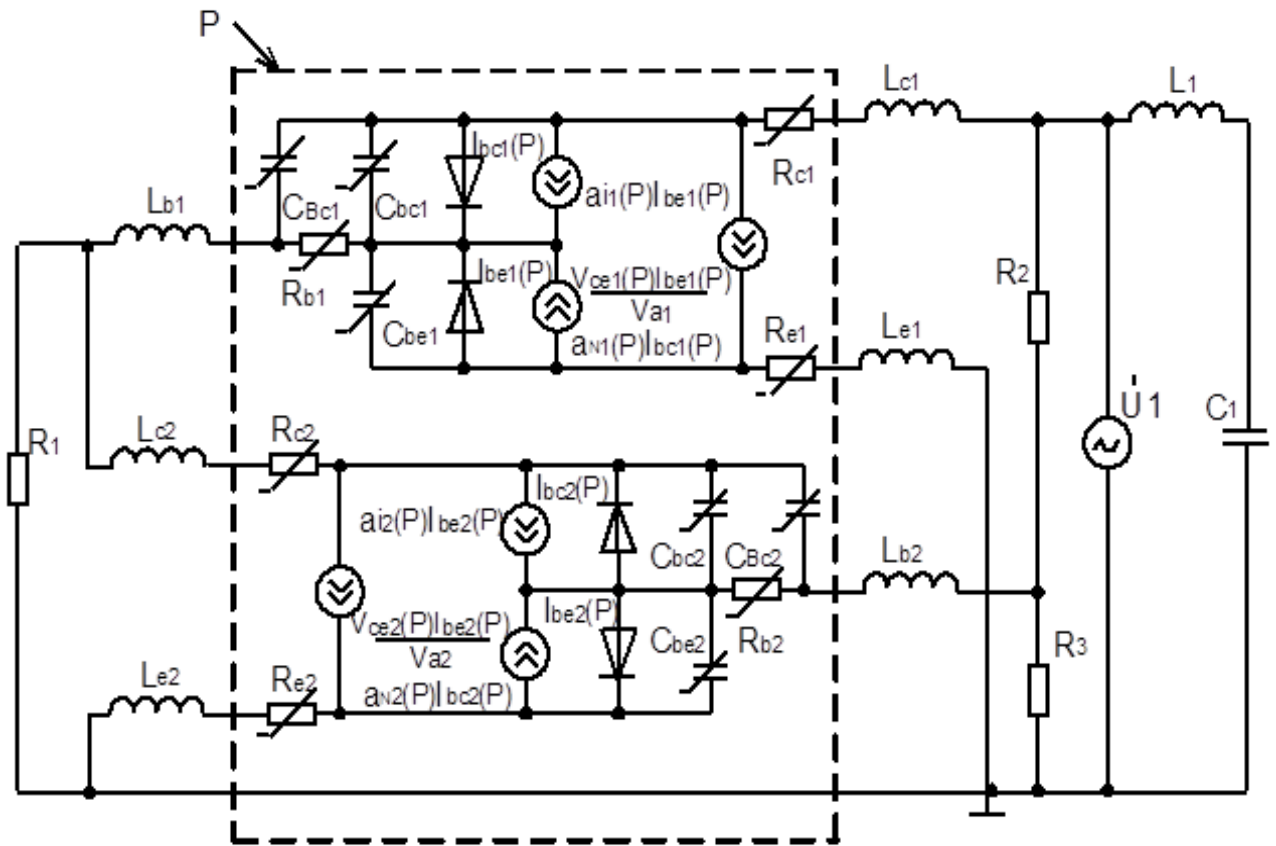 P
Lc1
L1
Ibc1(P)
Rc1
ai1(P)Ibe1(P)
Lb1
CBc1
Cbc1
Ibe1(P)
Vce1(P)Ibe1(P)
Va1
Rb1
R2
Cbe1
Re1
Le1
aN1(P)Ibc1(P)
U̇1
C1
R1
Lc2
Rc2
Ibc2(P)
ai2(P)Ibe2(P)
Cbc2
CBc2
Lb2
Ibe2(P)
Vce2(P)Ibe2(P)
Va2
Cbe2
Rb2
R3
Le2
Re2
aN2(P)Ibc2(P)